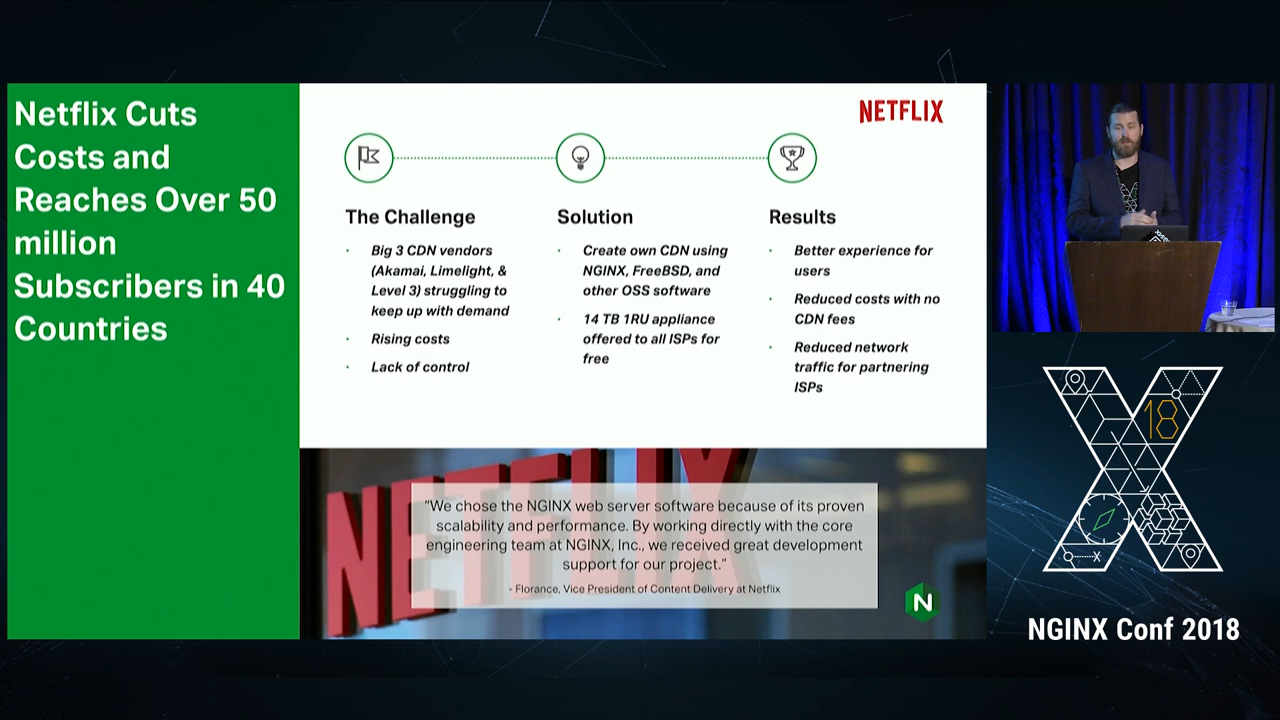 Netflix Cuts
Costs and
Reaches Over 50
million
Subscribers in 40
Countries
NETFLIX
The Challenge
· Big 3 CDN vendors
(Akamai, Limelight, &
Level 3) struggling to
keep up with demand
· Rising costs
· Lack of control
Solution
· Create own CDN using
NGINX, FreeBSD, and
other OSS software
· 14 TB 1RU appliance
offered to all ISPs for
free
Results
· Better experience for
users
· Reduced costs with no
CDN fees
· Reduced network
traffic for partnering
ISPs
NETFLIX
“We chose the NGINX web server software because of its proven
scalability and performance. By working directly with the core
engineering team at NGINX, Inc., we received great development
support for our project.”
- Florance, Vice President of Content Delivery at Netflix
N
18
X
NGINX Conf 2018